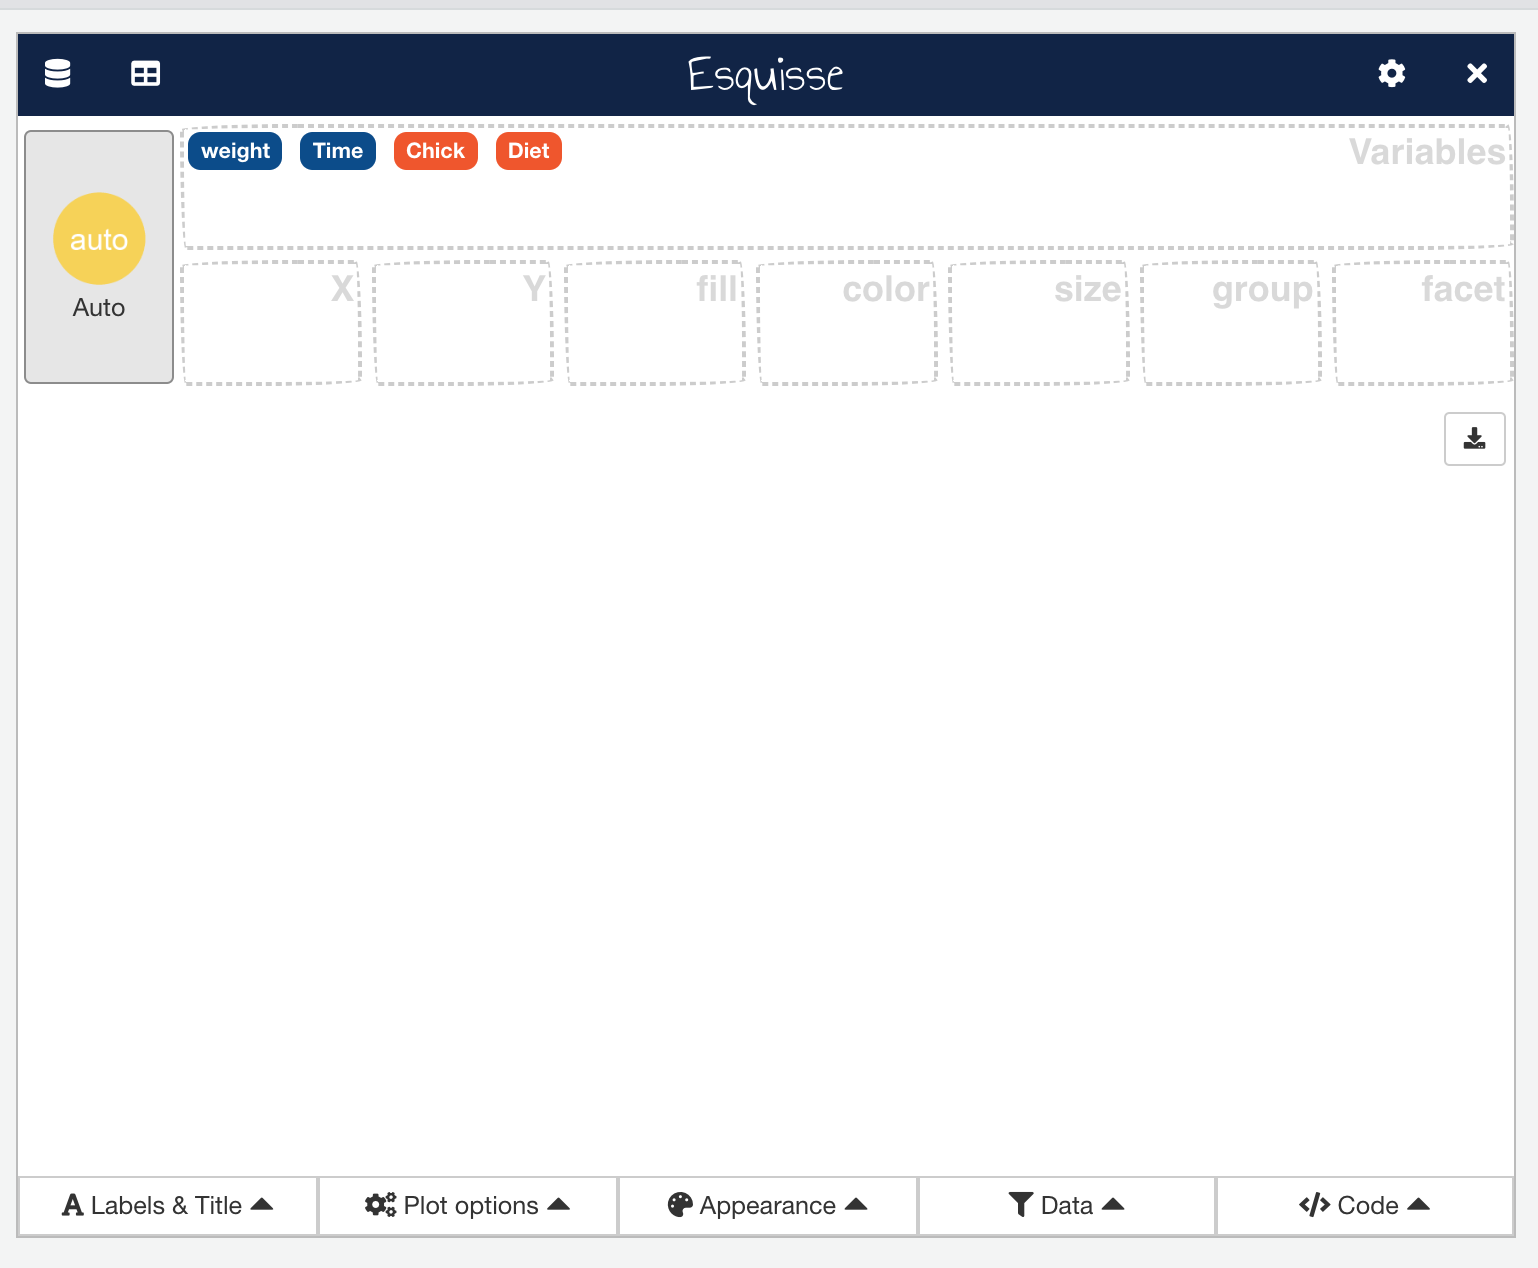 Esquisse
weight Time Chick Diet Variables
auto
Auto
X Y fill color size group facet
Labels & Title Plot options Appearance Data Code